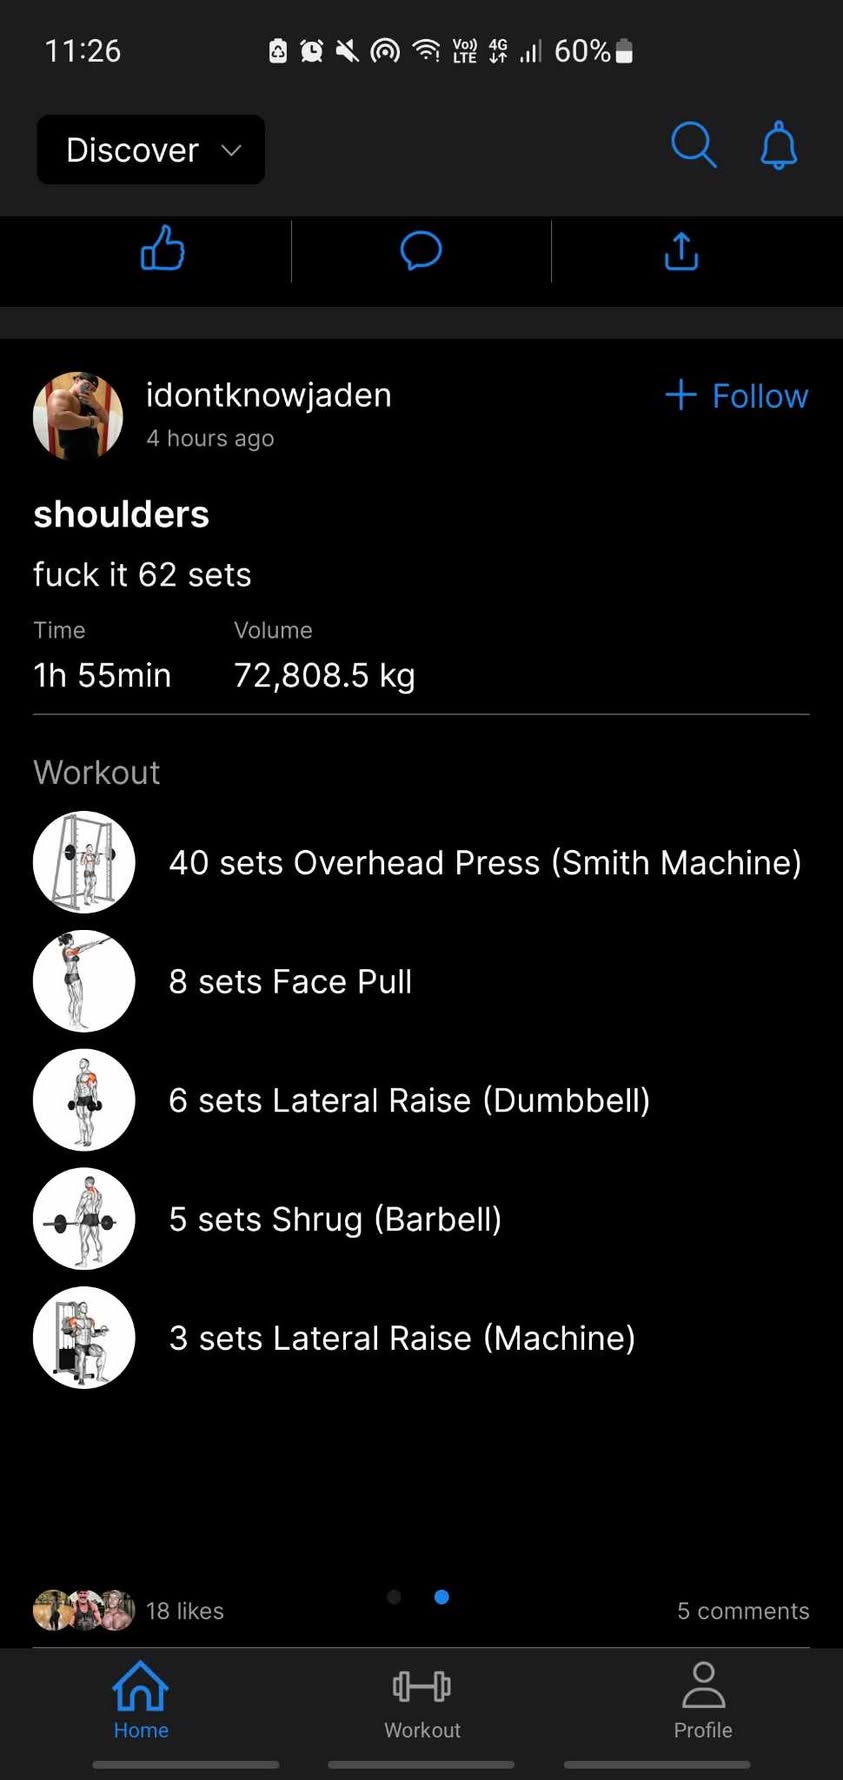 11:26
Vo))
LTE
4G
60%
Discover
idontknowjaden
+ Follow
4 hours ago
shoulders
fuck it 62 sets
Time Volume
1h 55min 72,808.5 kg
Workout
40 sets Overhead Press (Smith Machine)
8 sets Face Pull
6 sets Lateral Raise (Dumbbell)
5 sets Shrug (Barbell)
3 sets Lateral Raise (Machine)
18 likes 5 comments
Home Workout Profile